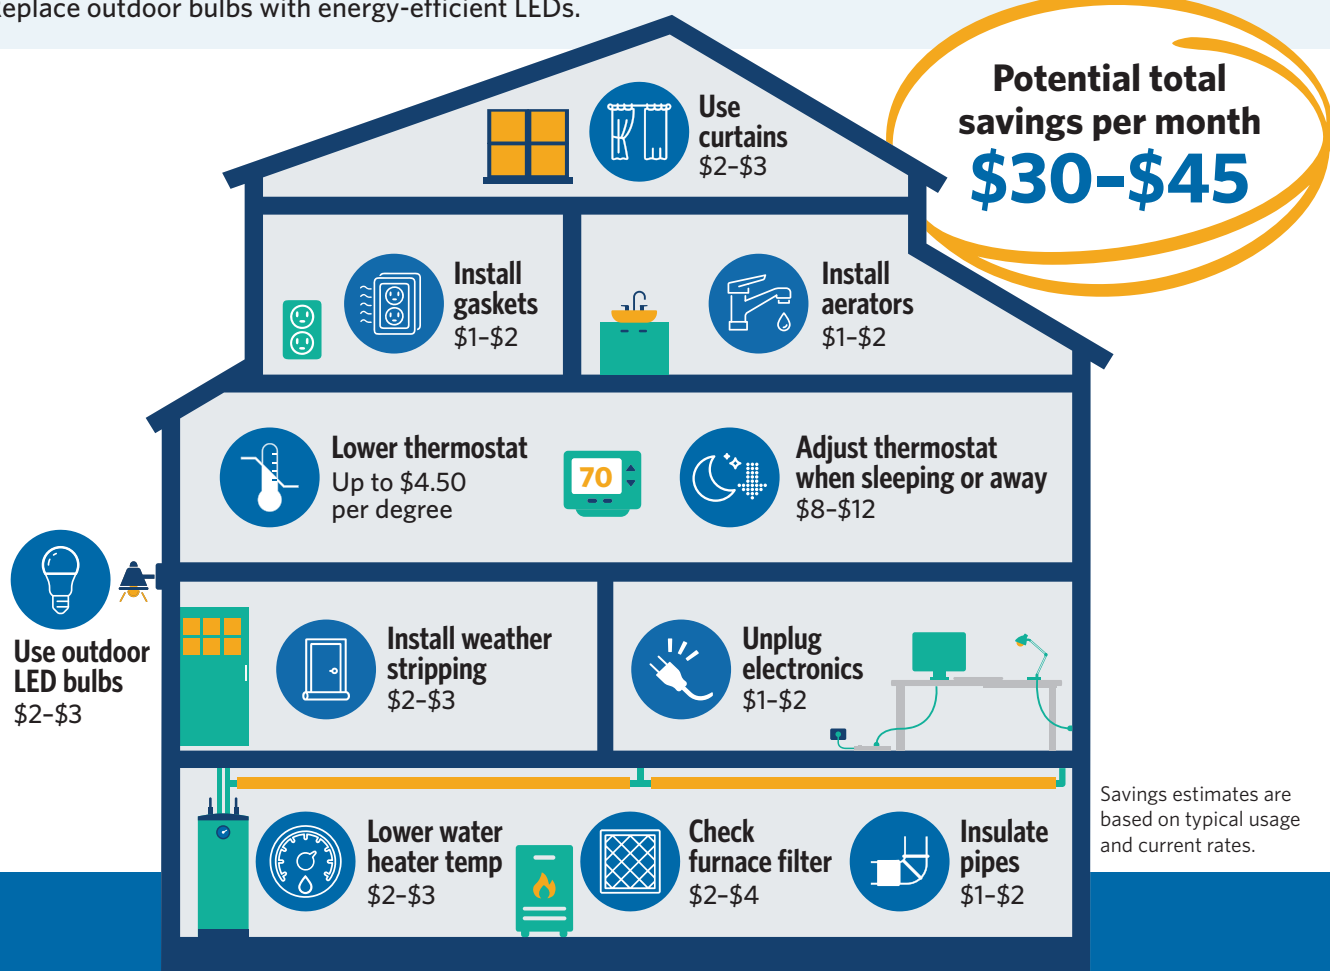 Replace outdoor bulbs with energy-efficient LEDs.
Potential total
savings per month
$30–$45
Use
curtains
$2–$3
Install
gaskets
$1–$2
Install
aerators
$1–$2
Lower thermostat
Up to $4.50
per degree
70
Adjust thermostat
when sleeping or away
$8–$12
Use outdoor
LED bulbs
$2–$3
Install weather
stripping
$2–$3
Unplug
electronics
$1–$2
Lower water
heater temp
$2–$3
Check
furnace filter
$2–$4
Insulate
pipes
$1–$2
Savings estimates are
based on typical usage
and current rates.